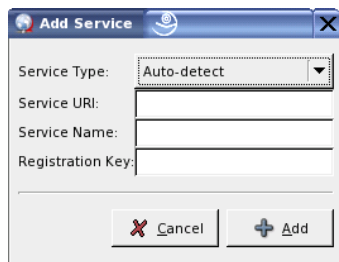 Add Service
Service Type: Auto-detect
Service URI:
Service Name:
Registration Key:
Cancel Add